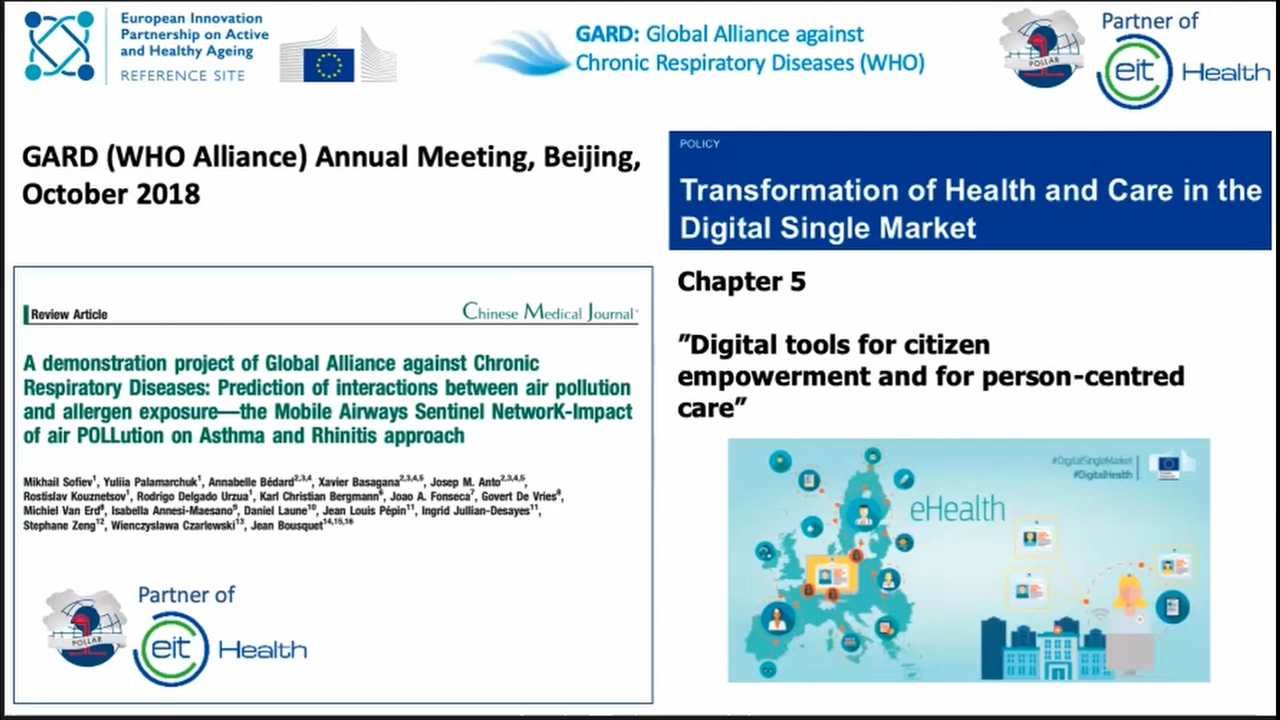 European Innovation
Partnership on Active
and Healthy Ageing
REFERENCE SITE
GARD: Global Alliance against
Chronic Respiratory Diseases (WHO)
POLLAR
Partner of
eit Health
GARD (WHO Alliance) Annual Meeting, Beijing,
October 2018
Review Article
Chinese Medical Journal
A demonstration project of Global Alliance against Chronic
Respiratory Diseases: Prediction of interactions between air pollution
and allergen exposure—the Mobile Airways Sentinel NetworK-Impact
of air POLLution on Asthma and Rhinitis approach
Mikhail Sofiev1, Yuliia Palamarchuk1, Annabelle Bédard2,3,4, Xavier Basagana2,3,4,5, Josep M. Anto2,3,4,5,
Rostislav Kouznetsov1, Rodrigo Delgado Urzua1, Karl Christian Bergmann6, Joao A. Fonseca7, Govert De Vries8,
Michiel Van Erd8, Isabella Annesi-Maesano9, Daniel Laune10, Jean Louis Pépin11, Ingrid Jullian-Desayes11,
Stephane Zeng12, Wienczyslawa Czarlewski13, Jean Bousquet14,15,16
POLLAR
Partner of
eit Health
POLICY
Transformation of Health and Care in the
Digital Single Market
Chapter 5
”Digital tools for citizen
empowerment and for person-centred
care”
#DigitalSingleMarket
#DigitalHealth
eHealth